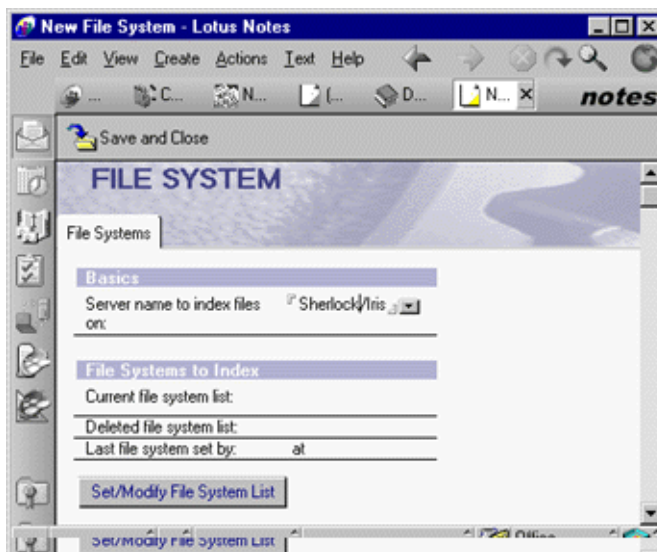 New File System - Lotus Notes
File Edit View Create Actions Text Help
... C... N... (... D... N... notes
Save and Close
FILE SYSTEM
File Systems
Basics
Server name to index files on: Sherlock/Iris
File Systems to Index
Current file system list:
Deleted file system list:
Last file system set by: at
Set/Modify File System List
Set/Modify File System List
Office